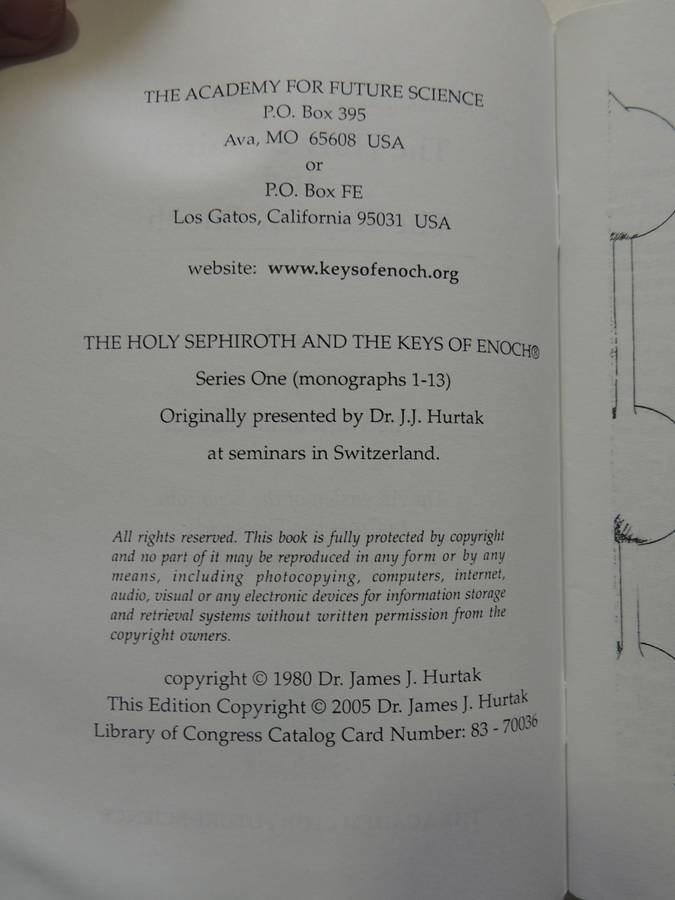 THE ACADEMY FOR FUTURE SCIENCE
P.O. Box 395
Ava, MO 65608 USA
or
P.O. Box FE
Los Gatos, California 95031 USA
website: www.keysofenoch.org
THE HOLY SEPHIROTH AND THE KEYS OF ENOCH®
Series One (monographs 1-13)
Originally presented by Dr. J.J. Hurtak
at seminars in Switzerland.
All rights reserved. This book is fully protected by copyright
and no part of it may be reproduced in any form or by any
means, including photocopying, computers, internet,
audio, visual or any electronic devices for information storage
and retrieval systems without written permission from the
copyright owners.
copyright © 1980 Dr. James J. Hurtak
This Edition Copyright © 2005 Dr. James J. Hurtak
Library of Congress Catalog Card Number: 83 - 70036